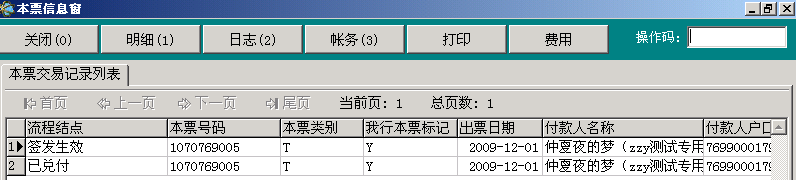 本票信息窗
关闭(0) 明细(1) 日志(2) 帐务(3) 打印 费用 操作码:
本票交易记录列表
首页 上一页 下一页 尾页 当前页: 1 总页数: 1
流程结点 本票号码 本票类别 我行本票标记 出票日期 付款人名称 付款人户口
1 签发生效 1070769005 T Y 2009-12-01 仲夏夜的梦（zzy测试专用 769900017
2 已兑付 1070769005 T Y 2009-12-01 仲夏夜的梦（zzy测试专用 769900017